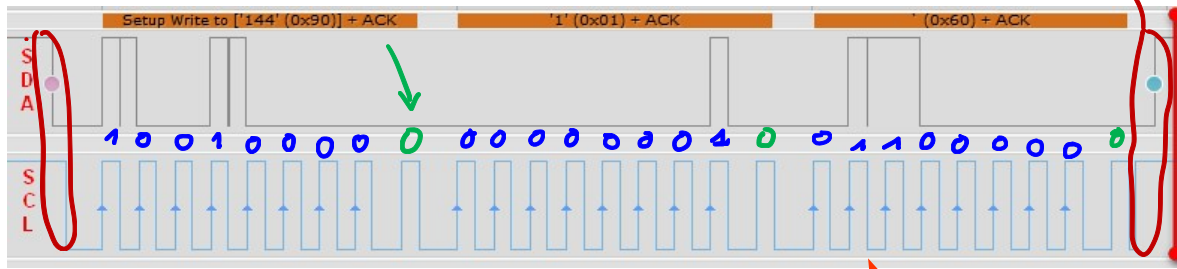 Setup Write to ['144' (0x90)] + ACK '1' (0x01) + ACK ` (0x60) + ACK
SDA
1 0 0 1 0 0 0 0 0 0 0 0 0 0 0 0 1 0 0 1 1 0 0 0 0 0 0
SCL